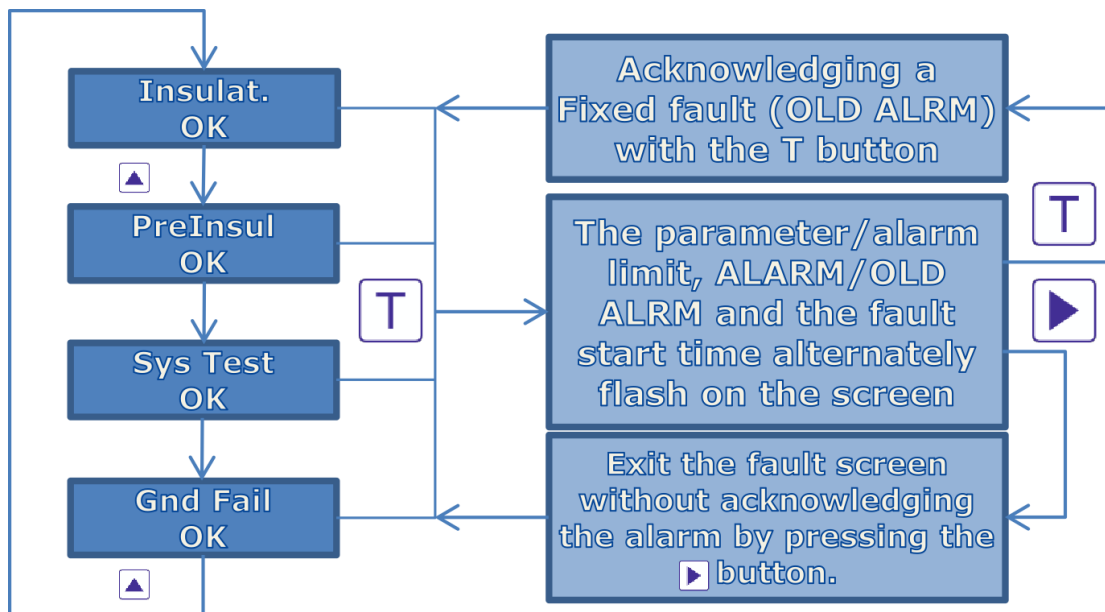 Insulat.
OK
PreInsul
OK
Sys Test
OK
Gnd Fail
OK
T
Acknowledging a
Fixed fault (OLD ALRM)
with the T button
The parameter/alarm
limit, ALARM/OLD
ALRM and the fault
start time alternately
flash on the screen
Exit the fault screen
without acknowledging
the alarm by pressing the
button.
T